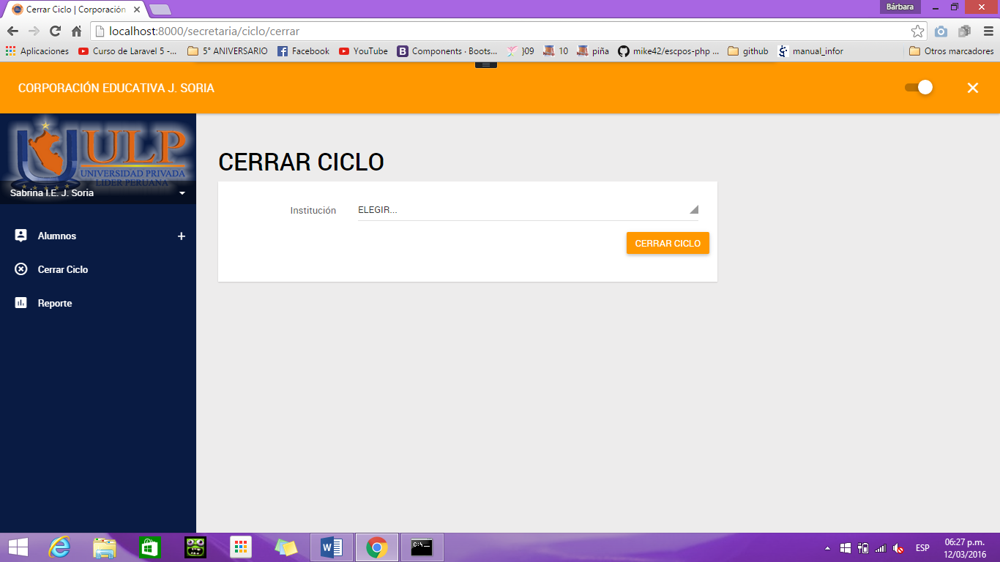 Cerrar Ciclo | Corporación
Bárbara
localhost:8000/secretaria/ciclo/cerrar
Aplicaciones
Curso de Laravel 5 -...
5° ANIVERSARIO
Facebook
YouTube
Components · Boots...
)09
10
piña
mike42/escpos-php ...
github
manual_infor
Otros marcadores
CORPORACIÓN EDUCATIVA J. SORIA
ULP
UNIVERSIDAD PRIVADA
LIDER PERUANA
Sabrina I.E. J. Soria
Alumnos
Cerrar Ciclo
Reporte
CERRAR CICLO
Institución
ELEGIR...
CERRAR CICLO
ESP
06:27 p.m.
12/03/2016